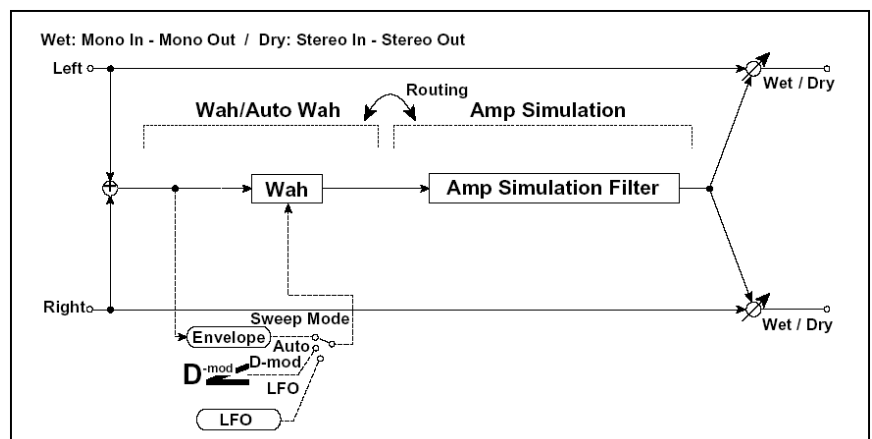 Wet: Mono In - Mono Out / Dry: Stereo In - Stereo Out
Left
Wet / Dry
Routing
Wah/Auto Wah
Amp Simulation
Wah
Amp Simulation Filter
Right
Wet / Dry
Sweep Mode
Envelope
Auto
D-mod
D-mod
LFO
LFO